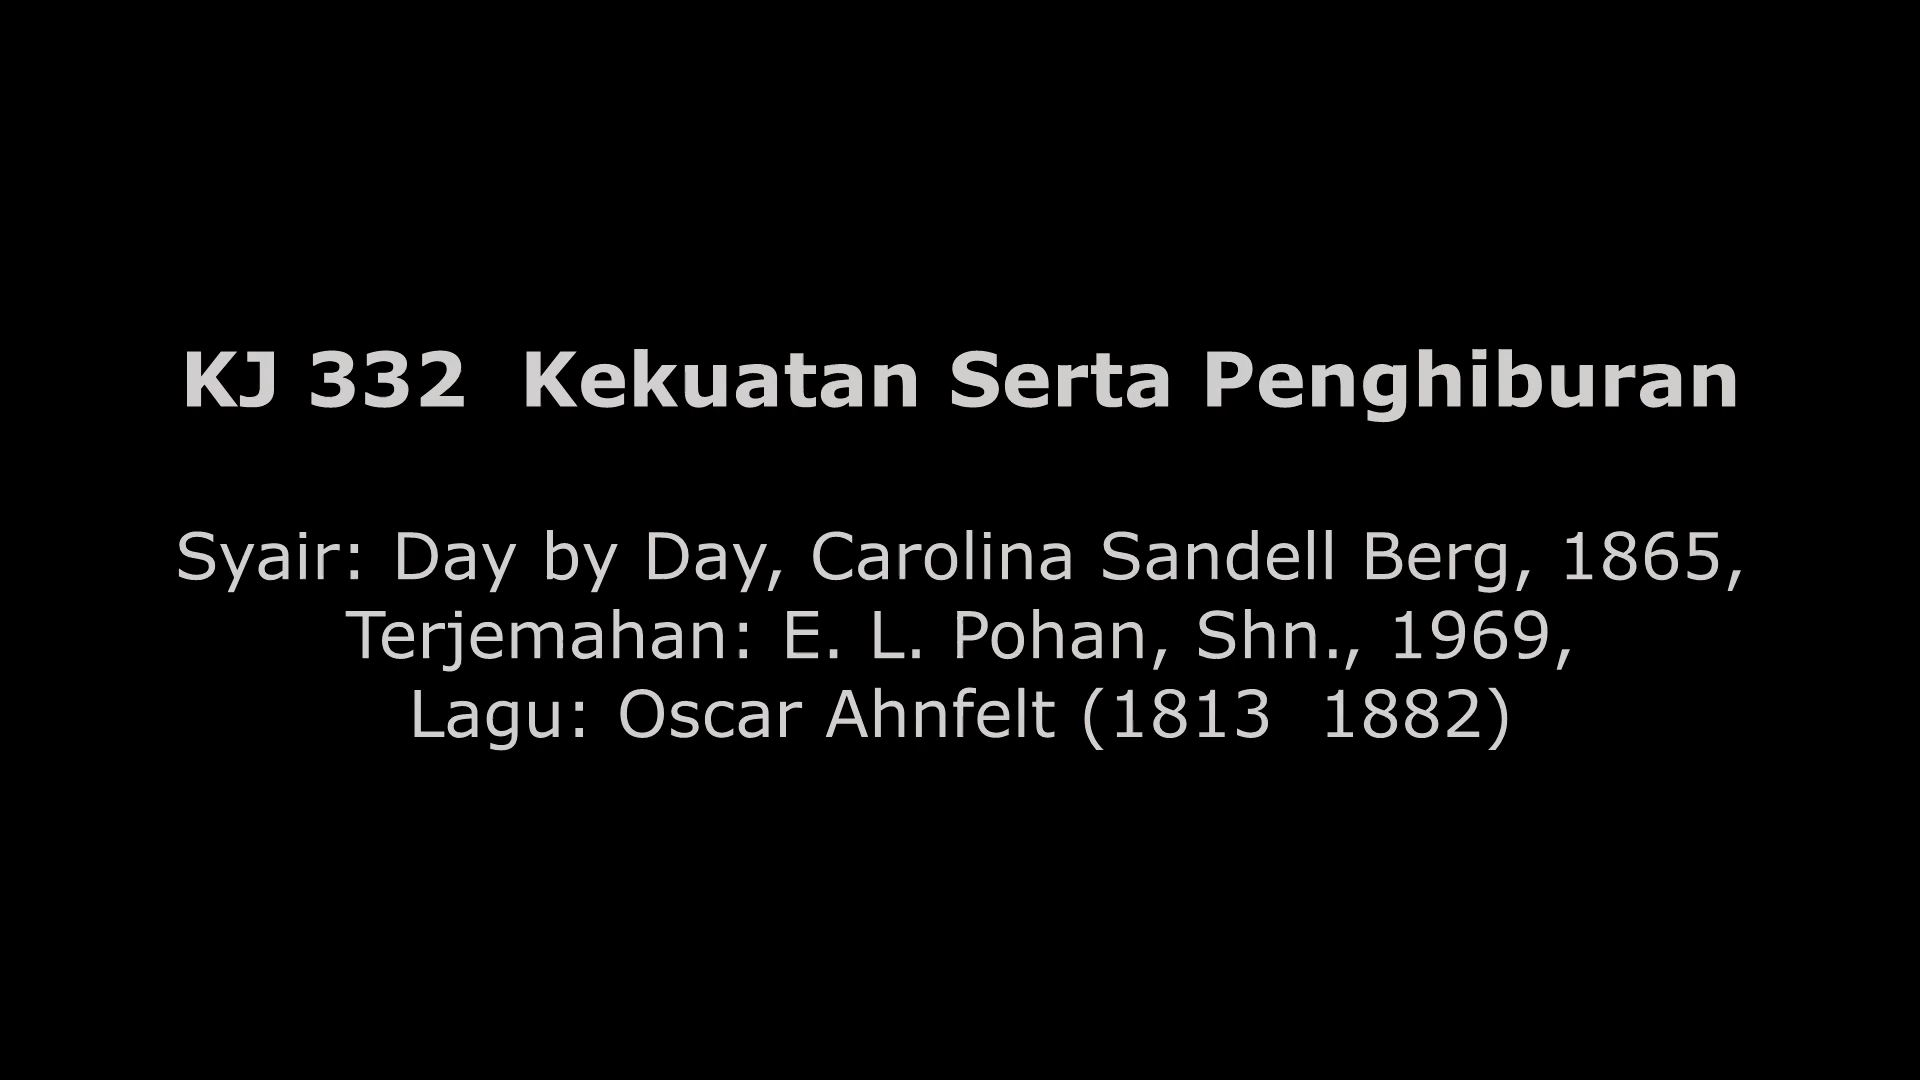 KJ 332  Kekuatan Serta Penghiburan
Syair: Day by Day, Carolina Sandell Berg, 1865,
Terjemahan: E. L. Pohan, Shn., 1969,
Lagu: Oscar Ahnfelt (1813  1882)